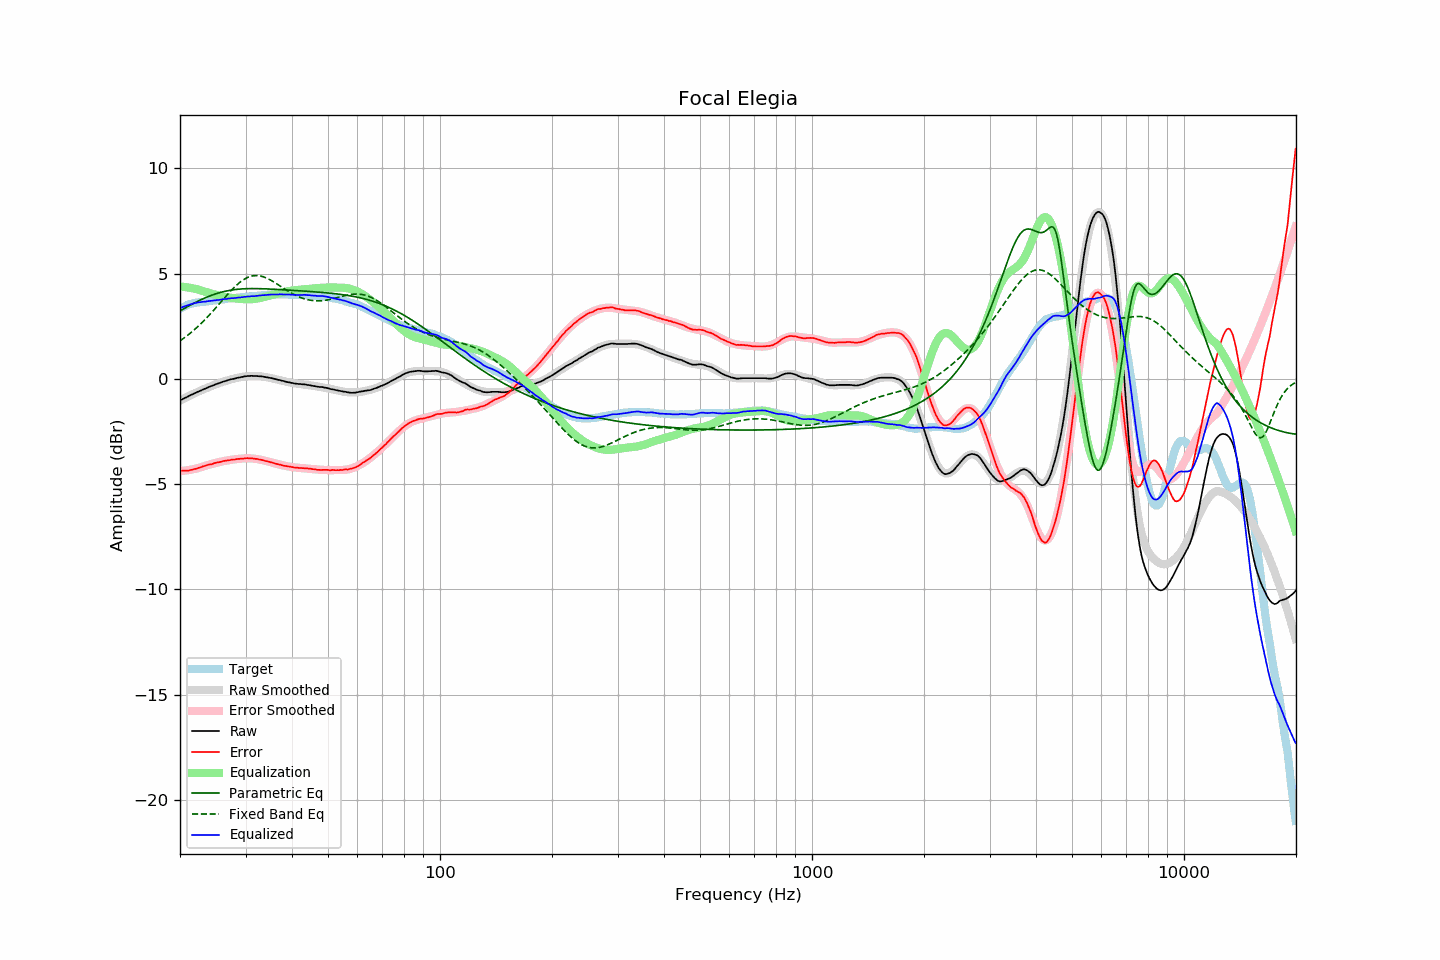 Focal Elegia
10
5
0
−5
−10
−15
−20
Amplitude (dBr)
Target
Raw Smoothed
Error Smoothed
Raw
Error
Equalization
Parametric Eq
Fixed Band Eq
Equalized
100
1000
10000
Frequency (Hz)